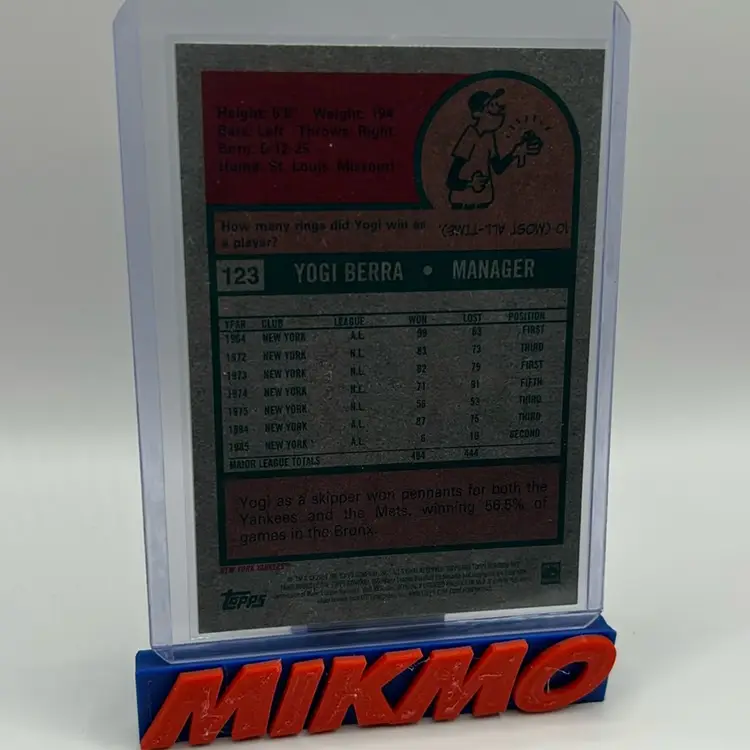 Height: 5'8" Weight: 194
Bats: Left Throws: Right
Born: 5-12-25
Home: St. Louis, Missouri
How many rings did Yogi win as
a player?
10 (MOST ALL-TIME).
123 YOGI BERRA • MANAGER
YEAR CLUB LEAGUE WON LOST POSITION
1964 NEW YORK A.L. 99 63 FIRST
1972 NEW YORK N.L. 83 73 THIRD
1973 NEW YORK N.L. 82 79 FIRST
1974 NEW YORK N.L. 71 91 FIFTH
1975 NEW YORK N.L. 56 53 THIRD
1984 NEW YORK A.L. 87 75 THIRD
1985 NEW YORK A.L. 6 10 SECOND
MAJOR LEAGUE TOTALS 484 444
Yogi as a skipper won pennants for both the
Yankees and the Mets, winning 56.8% of
games in the Bronx.
NEW YORK YANKEES™
topps
MIKMO